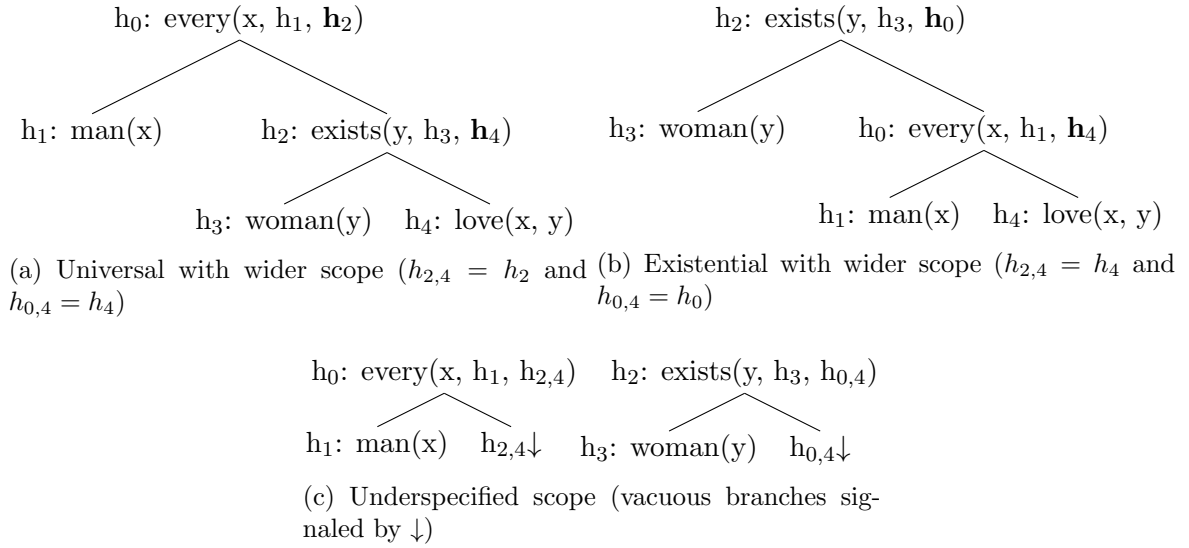 h₀: every(x, h₁, h₂)
h₁: man(x)
h₂: exists(y, h₃, h₄)
h₃: woman(y)
h₄: love(x, y)
(a) Universal with wider scope (h₂,₄ = h₂ and
h₀,₄ = h₄)
h₂: exists(y, h₃, h₀)
h₃: woman(y)
h₀: every(x, h₁, h₄)
h₁: man(x)
h₄: love(x, y)
(b) Existential with wider scope (h₂,₄ = h₄ and
h₀,₄ = h₀)
h₀: every(x, h₁, h₂,₄)
h₁: man(x)
h₂,₄↓
h₂: exists(y, h₃, h₀,₄)
h₃: woman(y)
h₀,₄↓
(c) Underspecified scope (vacuous branches sig-
naled by ↓)